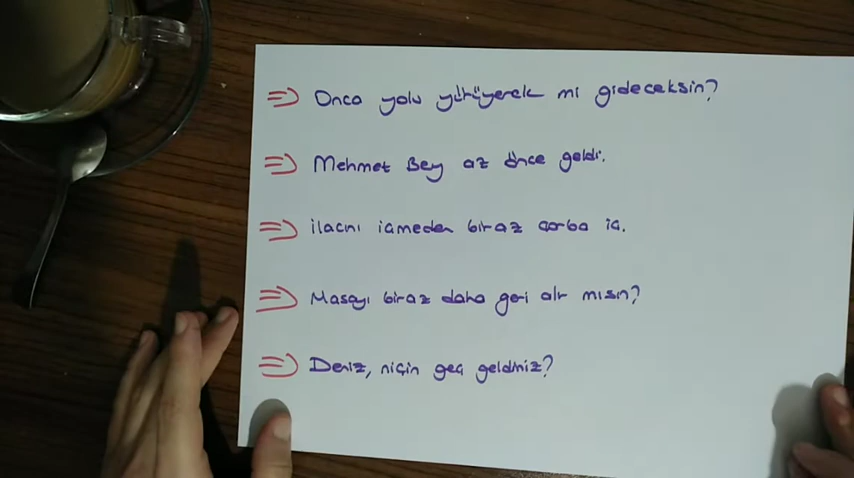 Onca yolu yürüyerek mi gideceksin?
Mehmet Bey az önce geldi.
İlacını içmeden biraz çorba iç.
Masayı biraz daha geri alır mısın?
Deniz, niçin geç geldiniz?